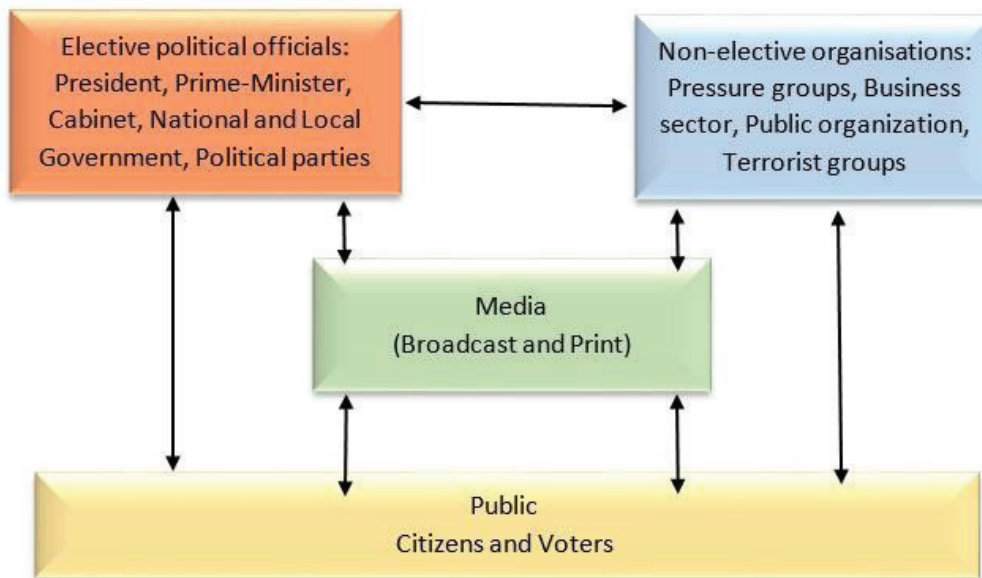 Elective political officials:
President, Prime-Minister,
Cabinet, National and Local
Government, Political parties
Non-elective organisations:
Pressure groups, Business
sector, Public organization,
Terrorist groups
Media
(Broadcast and Print)
Public
Citizens and Voters